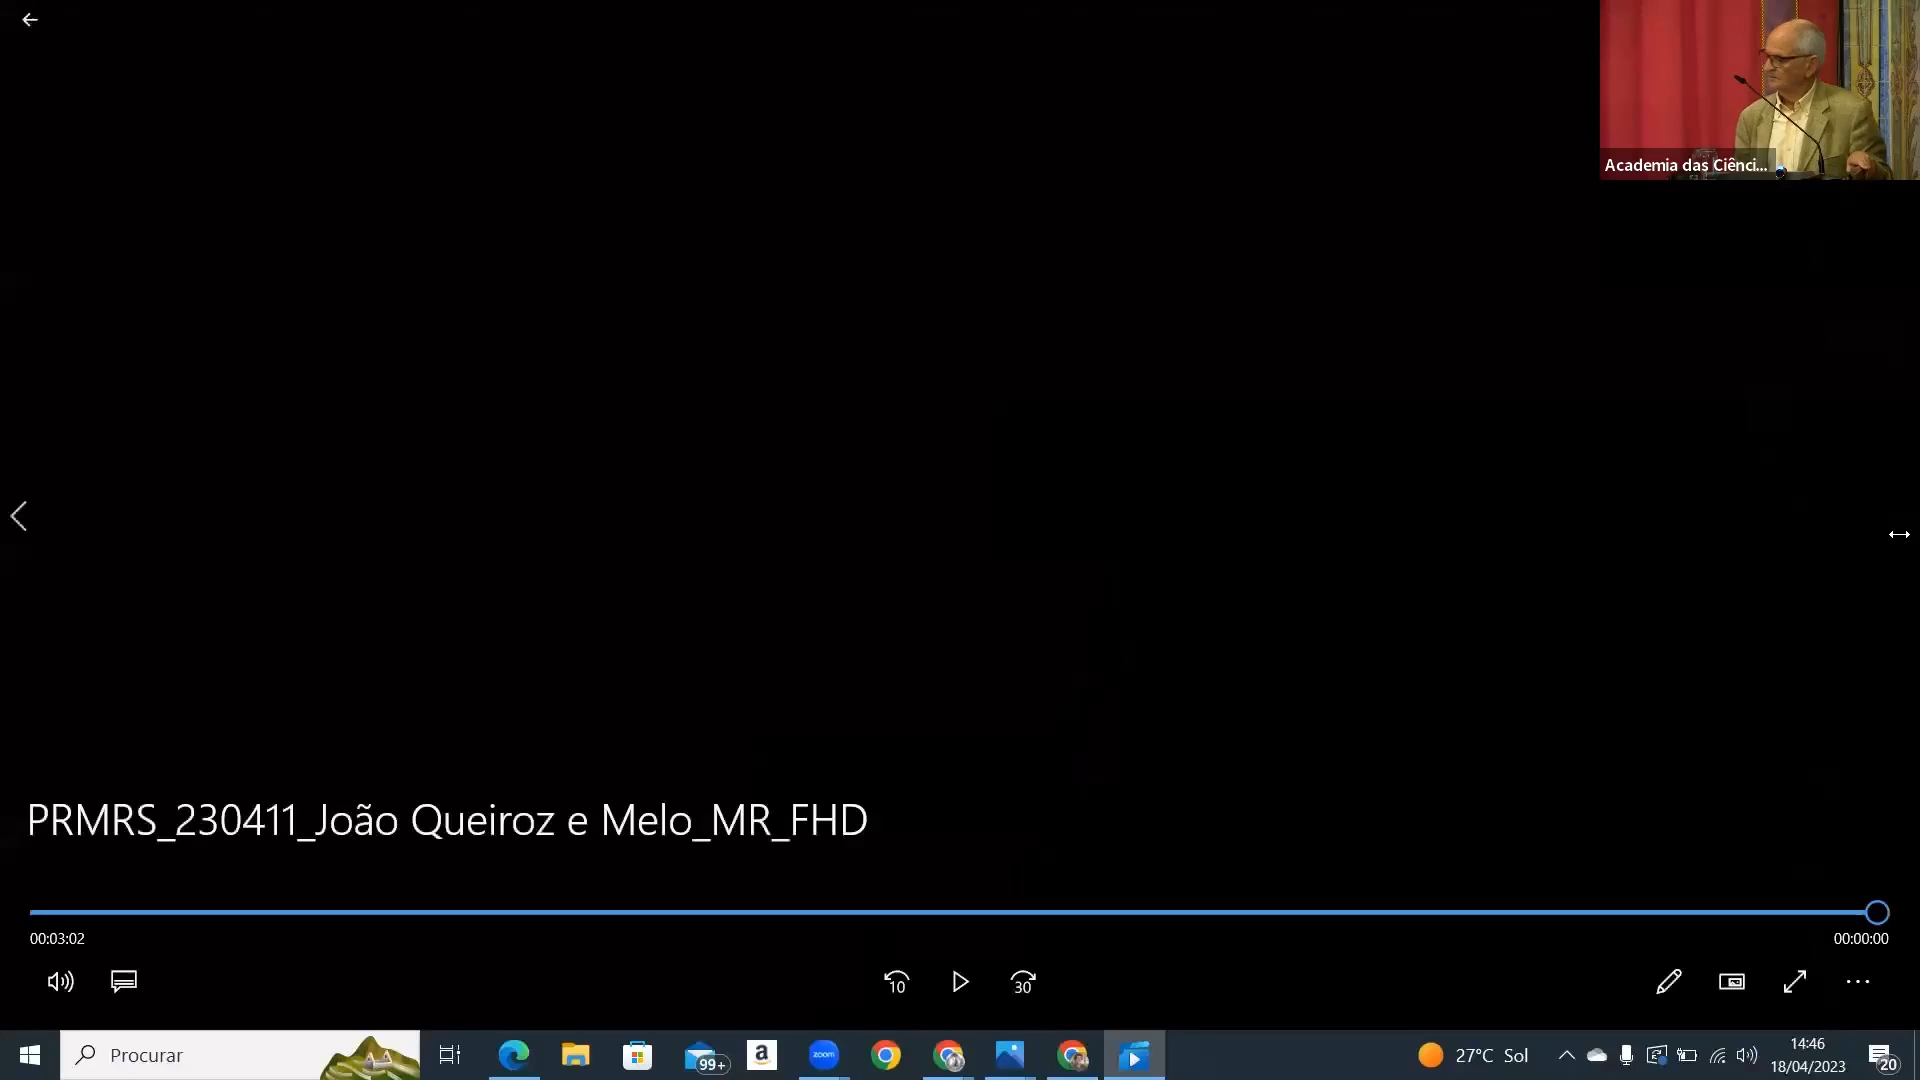 Academia das Ciênci...
PRMRS_230411_João Queiroz e Melo_MR_FHD
00:03:02
00:00:00
10
30
Procurar
99+
a
zoom
27°C Sol
14:46
18/04/2023
20